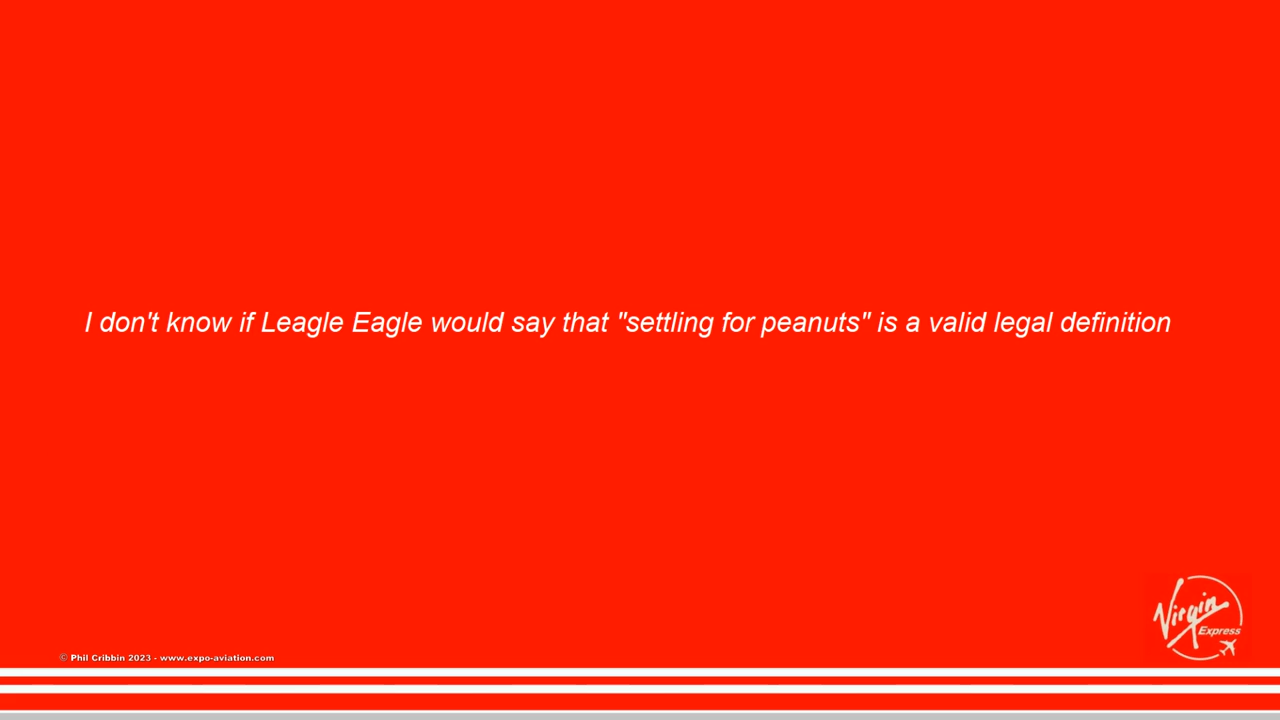 I don't know if Leagle Eagle would say that "settling for peanuts" is a valid legal definition
Virgin
Express
© Phil Cribbin 2023 - www.expo-aviation.com